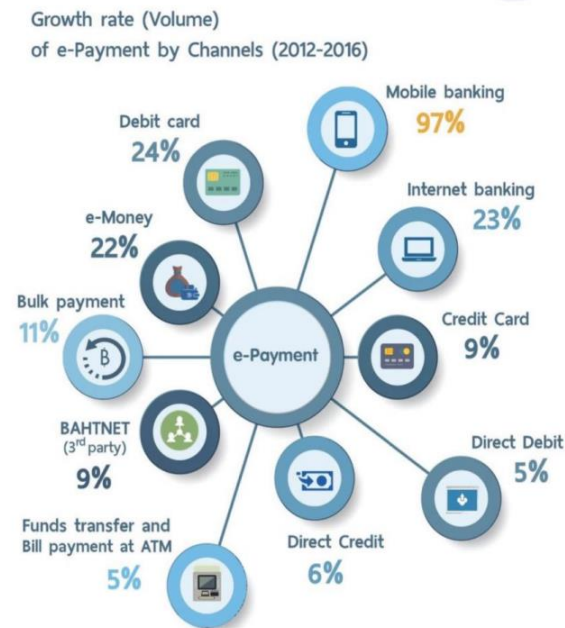 Growth rate (Volume)
of e-Payment by Channels (2012-2016)
Mobile banking
97%
Debit card
24%
Internet banking
23%
e-Money
22%
Bulk payment
11%
Credit Card
9%
e-Payment
BAHTNET
(3rd party)
9%
Direct Debit
5%
Funds transfer and
Bill payment at ATM
5%
Direct Credit
6%